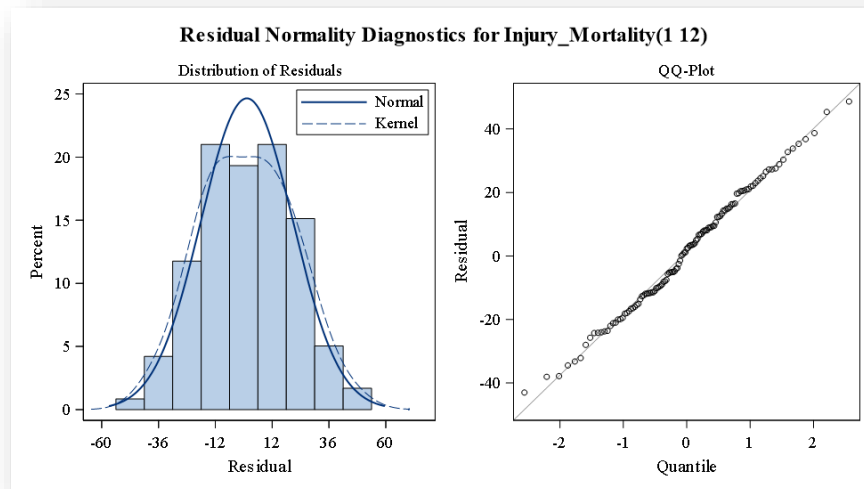 Residual Normality Diagnostics for Injury_Mortality(1 12)
Distribution of Residuals
25
20
15
10
5
0
Percent
Normal
Kernel
-60 -36 -12 12 36 60
Residual
QQ-Plot
40
20
0
-20
-40
Residual
-2 -1 0 1 2
Quantile